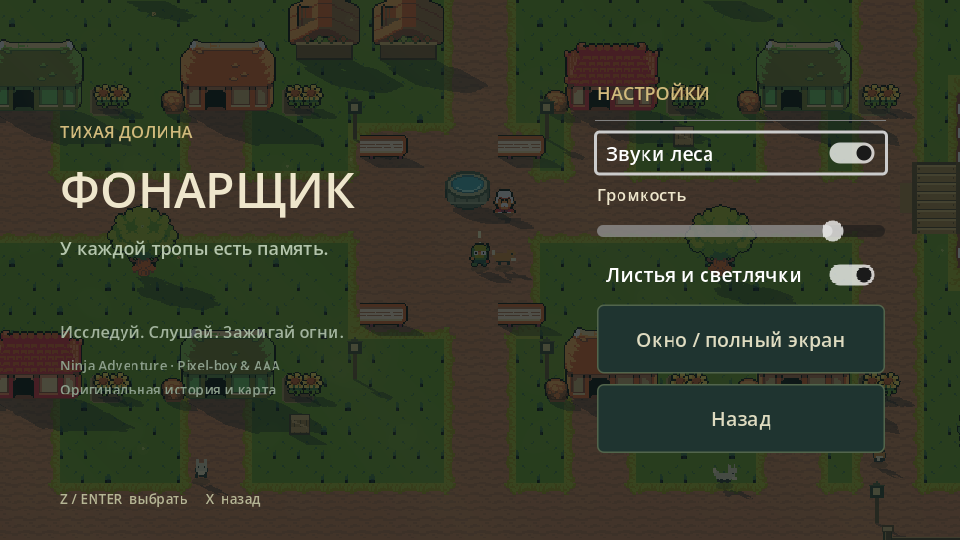 ТИХАЯ ДОЛИНА
ФОНАРЩИК
У каждой тропы есть память.
Исследуй. Слушай. Зажигай огни.
Ninja Adventure · Pixel-boy & AAA
Оригинальная история и карта
Z / ENTER выбрать X назад
НАСТРОЙКИ
Звуки леса
Громкость
Листья и светлячки
Окно / полный экран
Назад